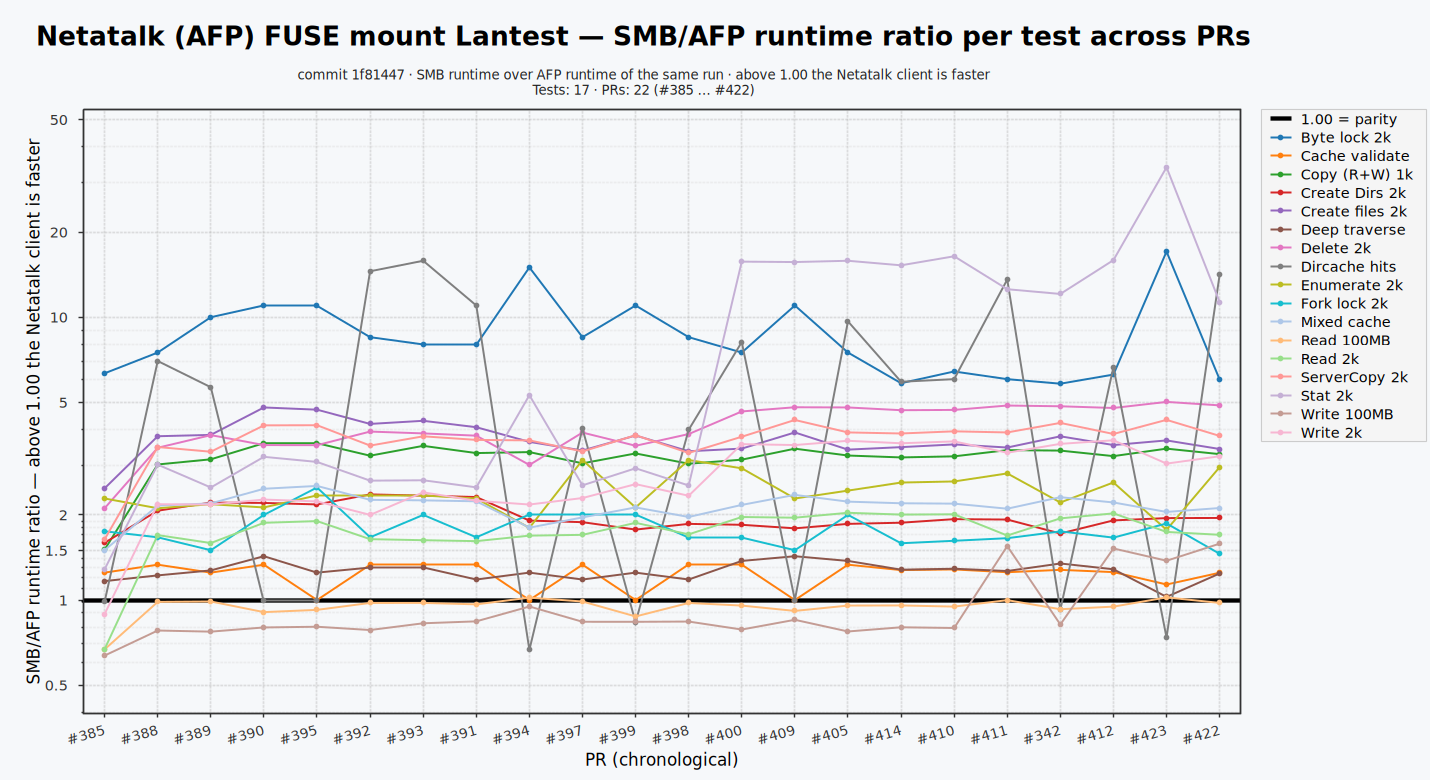 Netatalk (AFP) FUSE mount Lantest — SMB/AFP runtime ratio per test across PRs
commit 1f81447 · SMB runtime over AFP runtime of the same run · above 1.00 the Netatalk client is faster
Tests: 17 · PRs: 22 (#385 … #422)
SMB/AFP runtime ratio — above 1.00 the Netatalk client is faster
50
20
10
5
2
1.5
1
0.5
#385
#388
#389
#390
#395
#392
#393
#391
#394
#397
#399
#398
#400
#409
#405
#414
#410
#411
#342
#412
#423
#422
PR (chronological)
1.00 = parity
Byte lock 2k
Cache validate
Copy (R+W) 1k
Create Dirs 2k
Create files 2k
Deep traverse
Delete 2k
Dircache hits
Enumerate 2k
Fork lock 2k
Mixed cache
Read 100MB
Read 2k
ServerCopy 2k
Stat 2k
Write 100MB
Write 2k